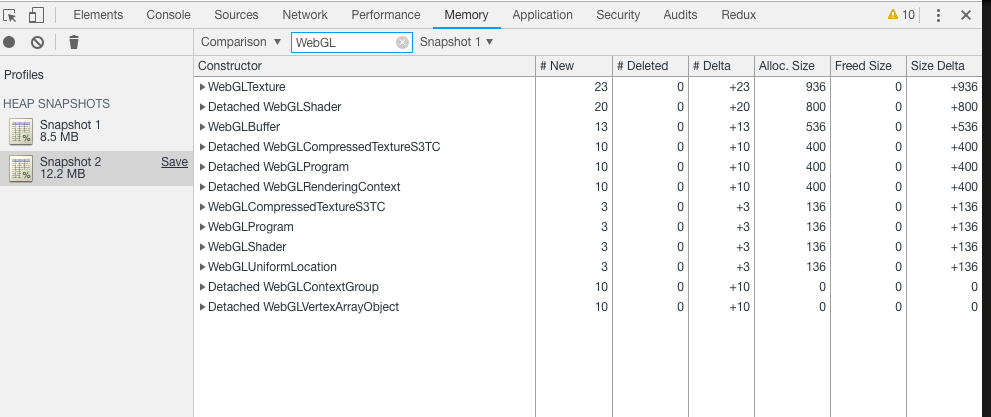 Elements Console Sources Network Performance Memory Application Security Audits Redux 10
Comparison WebGL Snapshot 1
Profiles
HEAP SNAPSHOTS
Snapshot 1
8.5 MB
Snapshot 2 Save
12.2 MB
Constructor # New # Deleted # Delta Alloc. Size Freed Size Size Delta
WebGLTexture 23 0 +23 936 0 +936
Detached WebGLShader 20 0 +20 800 0 +800
WebGLBuffer 13 0 +13 536 0 +536
Detached WebGLCompressedTextureS3TC 10 0 +10 400 0 +400
Detached WebGLProgram 10 0 +10 400 0 +400
Detached WebGLRenderingContext 10 0 +10 400 0 +400
WebGLCompressedTextureS3TC 3 0 +3 136 0 +136
WebGLProgram 3 0 +3 136 0 +136
WebGLShader 3 0 +3 136 0 +136
WebGLUniformLocation 3 0 +3 136 0 +136
Detached WebGLContextGroup 10 0 +10 0 0 0
Detached WebGLVertexArrayObject 10 0 +10 0 0 0